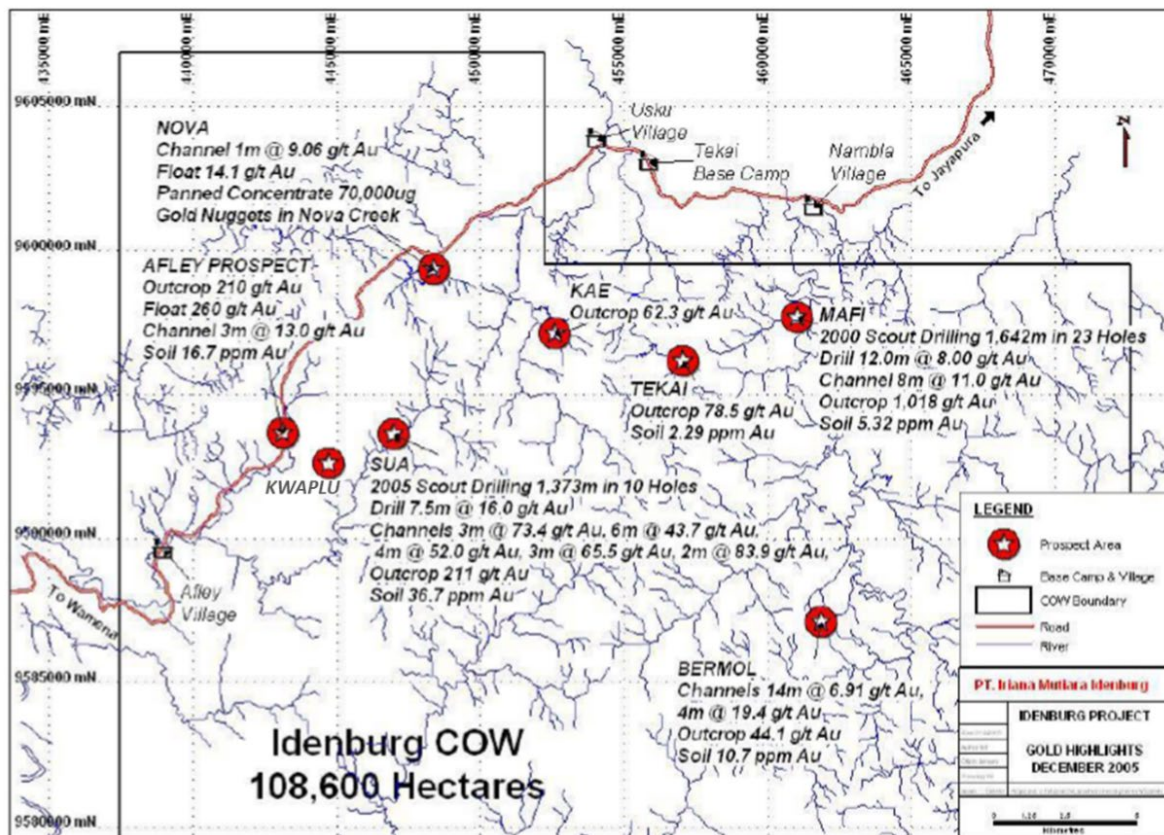 435000 mE
440000 mE
445000 mE
450000 mE
455000 mE
460000 mE
465000 mE
470000 mE
9605000 mN
9600000 mN
9595000 mN
9590000 mN
9585000 mN
9580000 mN
NOVA
Channel 1m @ 9.06 g/t Au
Float 14.1 g/t Au
Panned Concentrate 70,000ug
Gold Nuggets in Nova Creek
Usku
Village
Tekai
Base Camp
Nambla
Village
To Jayapura
N
AFLEY PROSPECT
Outcrop 210 g/t Au
Float 260 g/t Au
Channel 3m @ 13.0 g/t Au
Soil 16.7 ppm Au
KAE
Outcrop 62.3 g/t Au
MAFI
2000 Scout Drilling 1,642m in 23 Holes
Drill 12.0m @ 8.00 g/t Au
Channel 8m @ 11.0 g/t Au
Outcrop 1,018 g/t Au
Soil 5.32 ppm Au
TEKAI
Outcrop 78.5 g/t Au
Soil 2.29 ppm Au
KWAPLU
SUA
2005 Scout Drilling 1,373m in 10 Holes
Drill 7.5m @ 16.0 g/t Au
Channels 3m @ 73.4 g/t Au, 6m @ 43.7 g/t Au,
4m @ 52.0 g/t Au, 3m @ 65.5 g/t Au, 2m @ 83.9 g/t Au,
Outcrop 211 g/t Au
Soil 36.7 ppm Au
Afley
Village
To Wamena
BERMOL
Channels 14m @ 6.91 g/t Au,
4m @ 19.4 g/t Au
Outcrop 44.1 g/t Au
Soil 10.7 ppm Au
Idenburg COW
108,600 Hectares
LEGEND
Prospect Area
Base Camp & Village
COW Boundary
Road
River
PT. Iriana Mutiara Idenburg
IDENBURG PROJECT
GOLD HIGHLIGHTS
DECEMBER 2005
0
5
kilometres